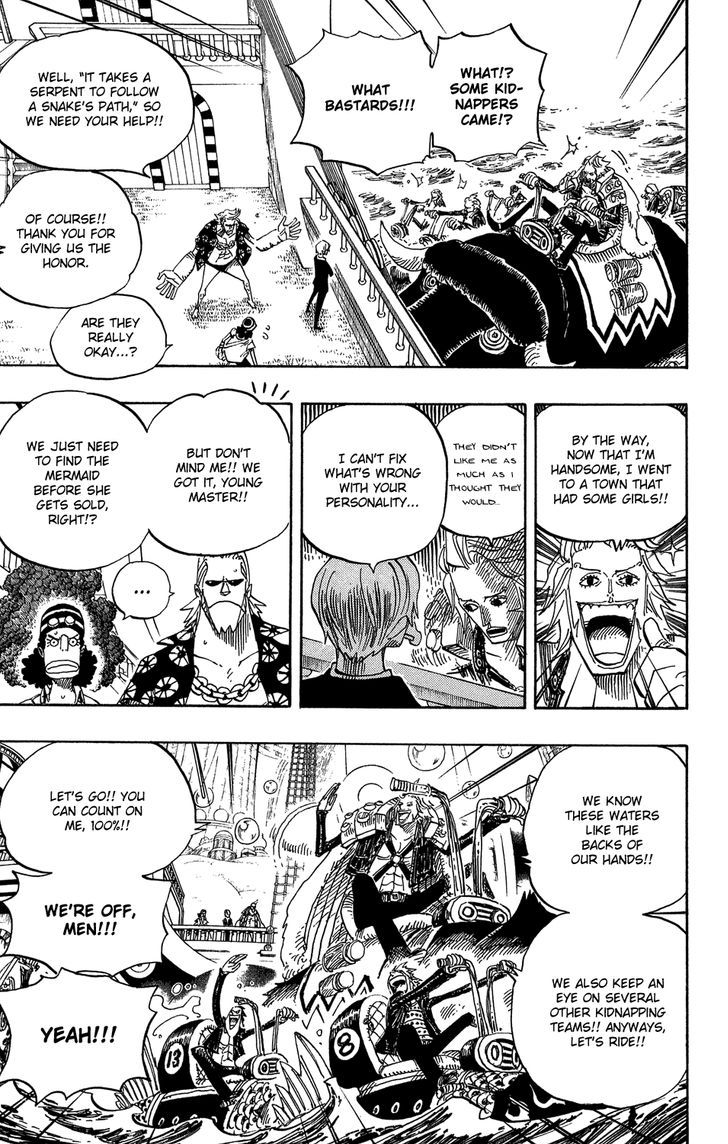 WHAT!?
SOME KID-
NAPPERS
CAME!?
WHAT
BASTARDS!!!
WELL, "IT TAKES A
SERPENT TO FOLLOW
A SNAKE'S PATH," SO
WE NEED YOUR HELP!!
OF COURSE!!
THANK YOU FOR
GIVING US THE
HONOR.
ARE THEY
REALLY
OKAY...?
BY THE WAY,
NOW THAT I'M
HANDSOME, I WENT
TO A TOWN THAT
HAD SOME GIRLS!!
THEY DIDN'T
LIKE ME AS
MUCH AS I
THOUGHT THEY
WOULD...
I CAN'T FIX
WHAT'S WRONG
WITH YOUR
PERSONALITY...
BUT DON'T
MIND ME!! WE
GOT IT, YOUNG
MASTER!!
WE JUST NEED
TO FIND THE
MERMAID
BEFORE SHE
GETS SOLD,
RIGHT!?
...
WE KNOW
THESE WATERS
LIKE THE
BACKS OF
OUR HANDS!!
WE ALSO KEEP AN
EYE ON SEVERAL
OTHER KIDNAPPING
TEAMS!! ANYWAYS,
LET'S RIDE!!
LET'S GO!! YOU
CAN COUNT ON
ME, 100%!!
WE'RE OFF,
MEN!!!
YEAH!!!
13
8